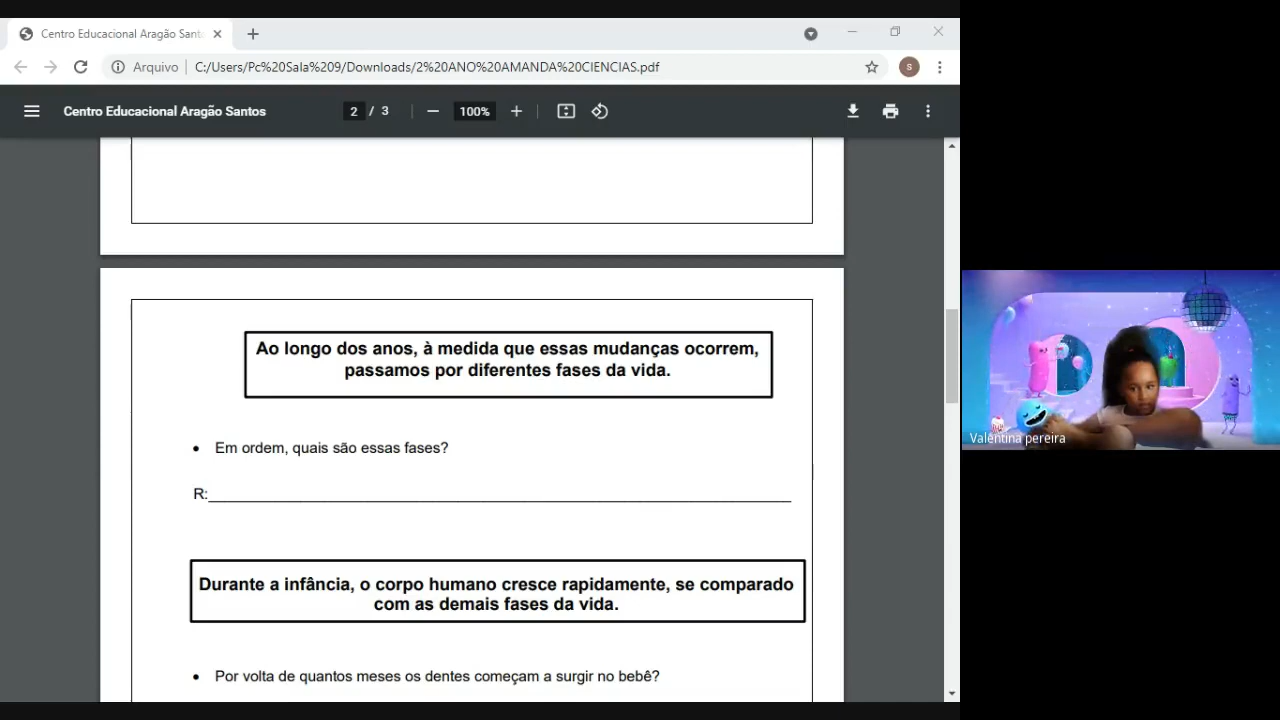 Centro Educacional Aragão Sant
Arquivo
C:/Users/Pc%20Sala%209/Downloads/2%20ANO%20AMANDA%20CIENCIAS.pdf
S
Centro Educacional Aragão Santos
2 / 3
100%
Ao longo dos anos, à medida que essas mudanças ocorrem,
passamos por diferentes fases da vida.
• Em ordem, quais são essas fases?
R:
Durante a infância, o corpo humano cresce rapidamente, se comparado
com as demais fases da vida.
• Por volta de quantos meses os dentes começam a surgir no bebê?
Valentina pereira